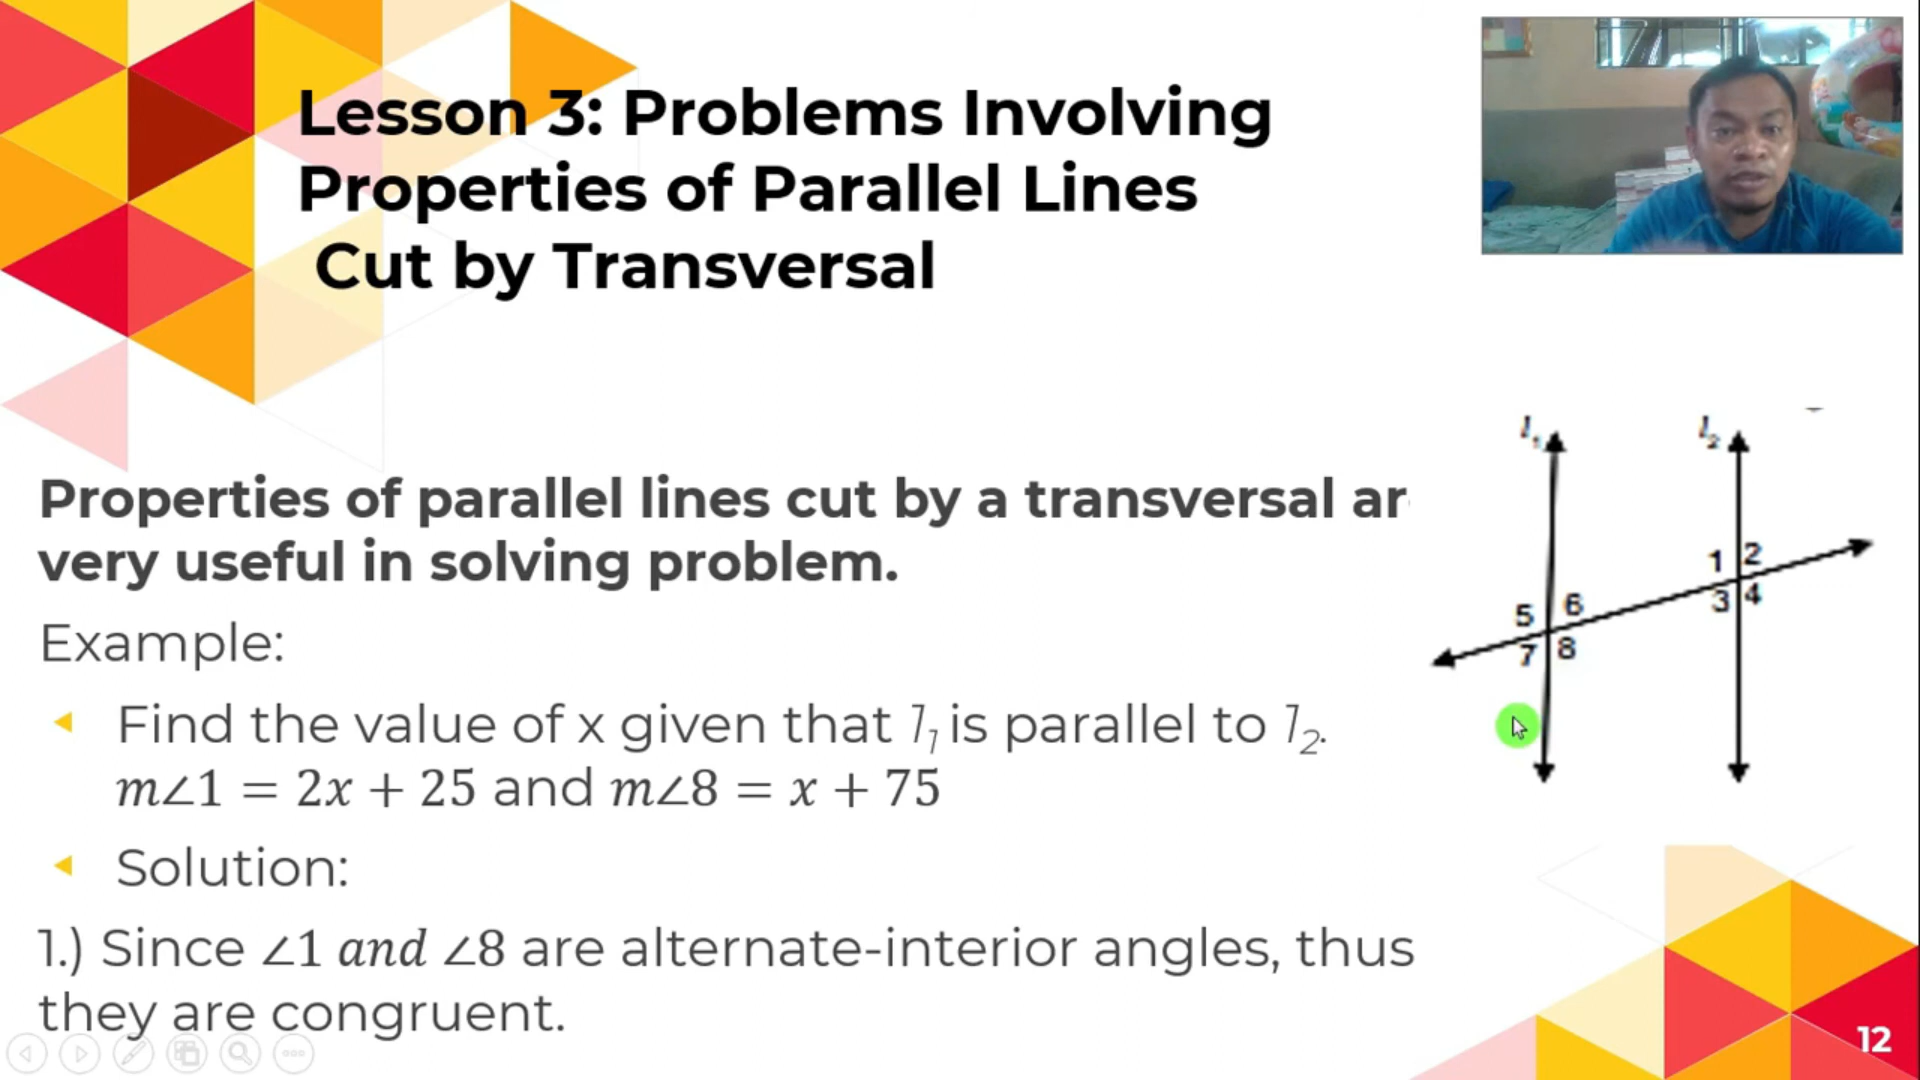 Lesson 3: Problems Involving
Properties of Parallel Lines
Cut by Transversal
Properties of parallel lines cut by a transversal ar
very useful in solving problem.
Example:
Find the value of x given that l₁ is parallel to l₂.
m∠1 = 2x + 25 and m∠8 = x + 75
Solution:
1.) Since ∠1 and ∠8 are alternate-interior angles, thus
they are congruent.
l₁ l₂
1 2
3 4
5 6
7 8
12